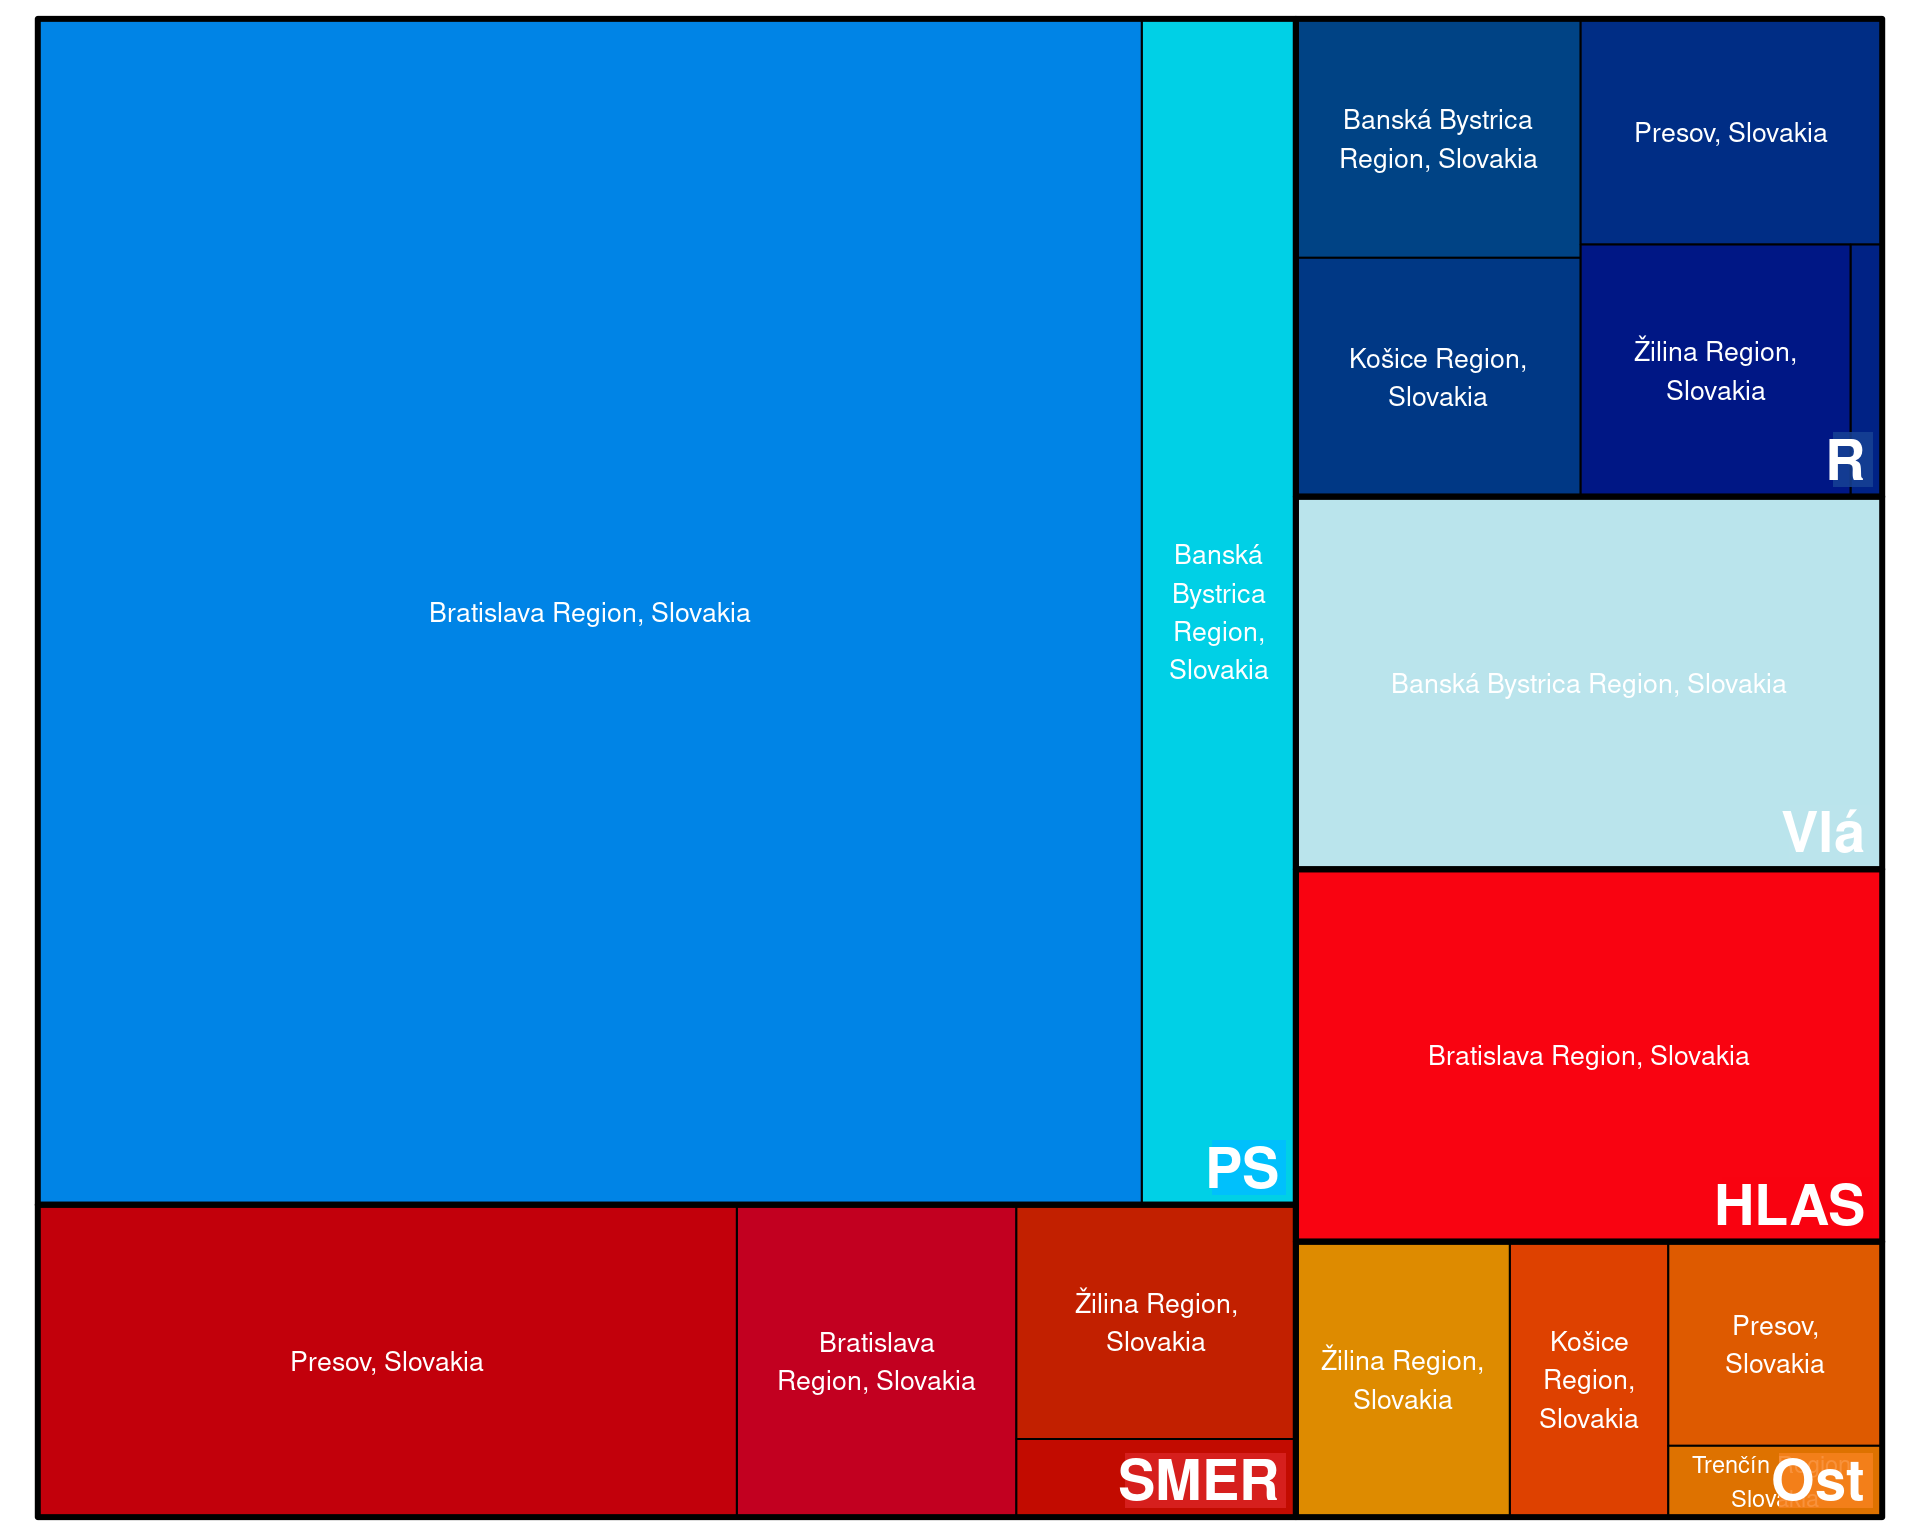 Bratislava Region, Slovakia
Banská
Bystrica
Region,
Slovakia
PS
Banská Bystrica
Region, Slovakia
Presov, Slovakia
Košice Region,
Slovakia
Žilina Region,
Slovakia
R
Banská Bystrica Region, Slovakia
Vlá
Bratislava Region, Slovakia
HLAS
Presov, Slovakia
Bratislava
Region, Slovakia
Žilina Region,
Slovakia
SMER
Žilina Region,
Slovakia
Košice
Region,
Slovakia
Presov,
Slovakia
Trenčín Region,
Slovakia
Ost